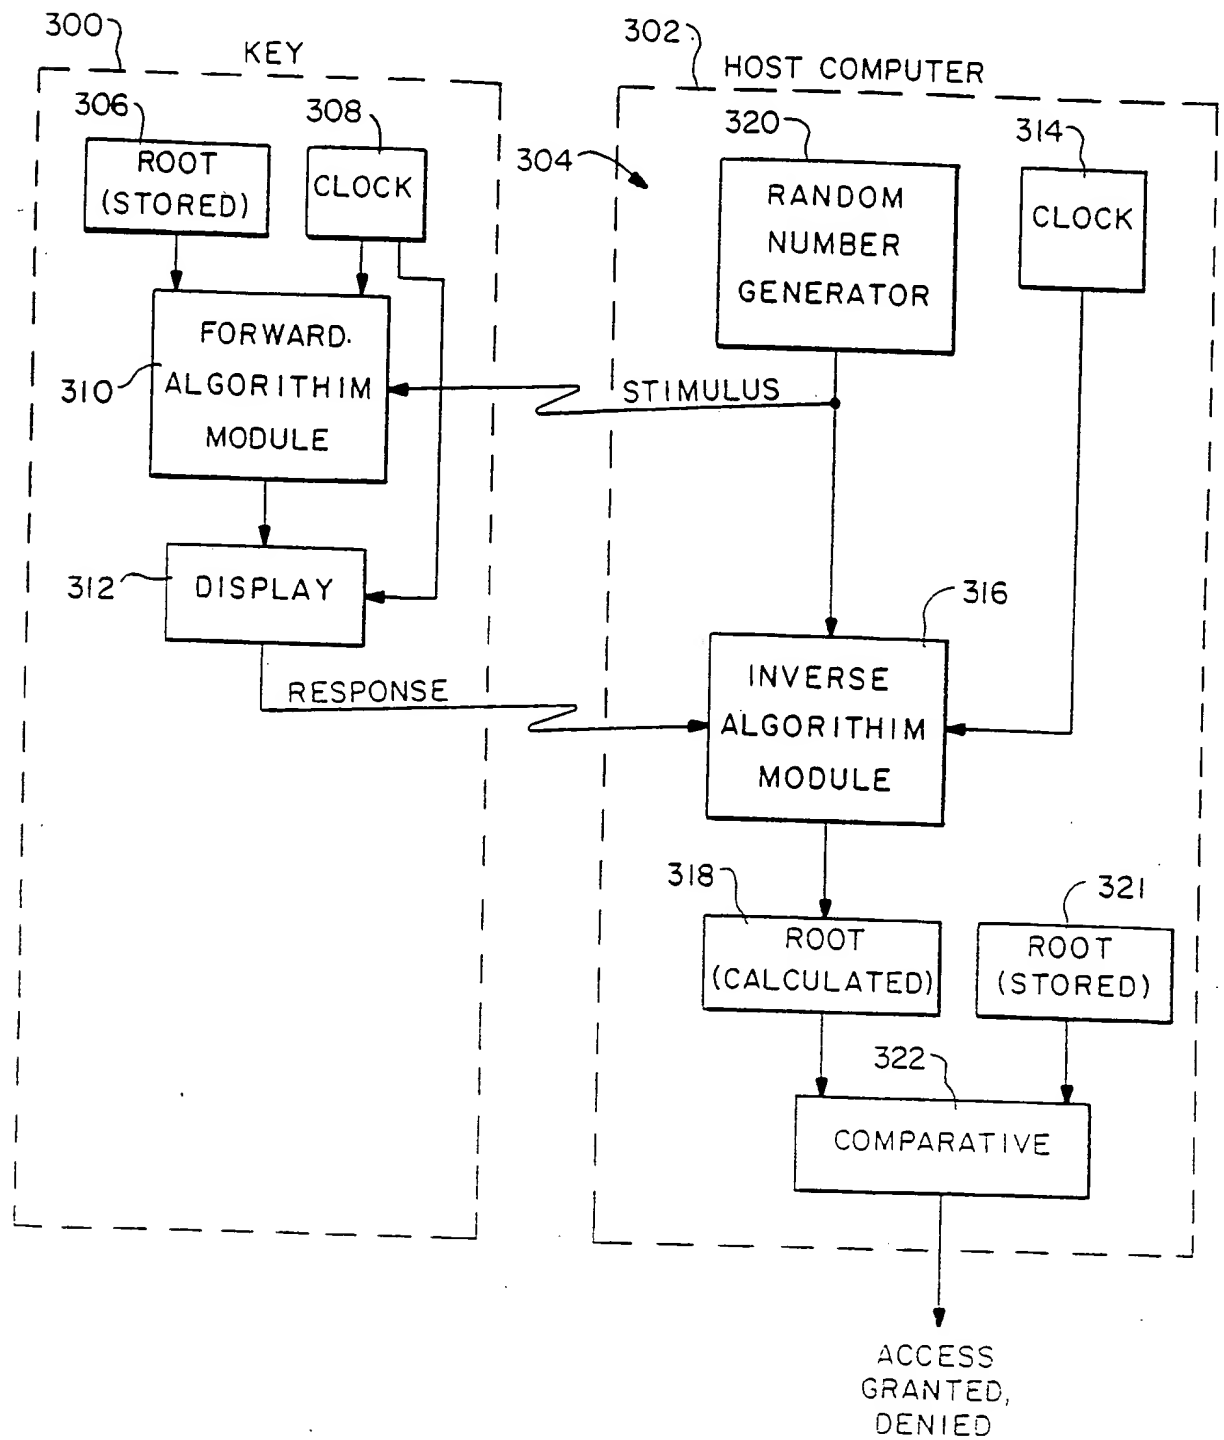 300
KEY
302
HOST COMPUTER
306
308
320
314
304
ROOT
(STORED)
CLOCK
RANDOM
NUMBER
GENERATOR
CLOCK
FORWARD.
ALGORITHIM
MODULE
310
STIMULUS
312
DISPLAY
316
RESPONSE
INVERSE
ALGORITHIM
MODULE
318
321
ROOT
(CALCULATED)
ROOT
(STORED)
322
COMPARATIVE
ACCESS
GRANTED,
DENIED